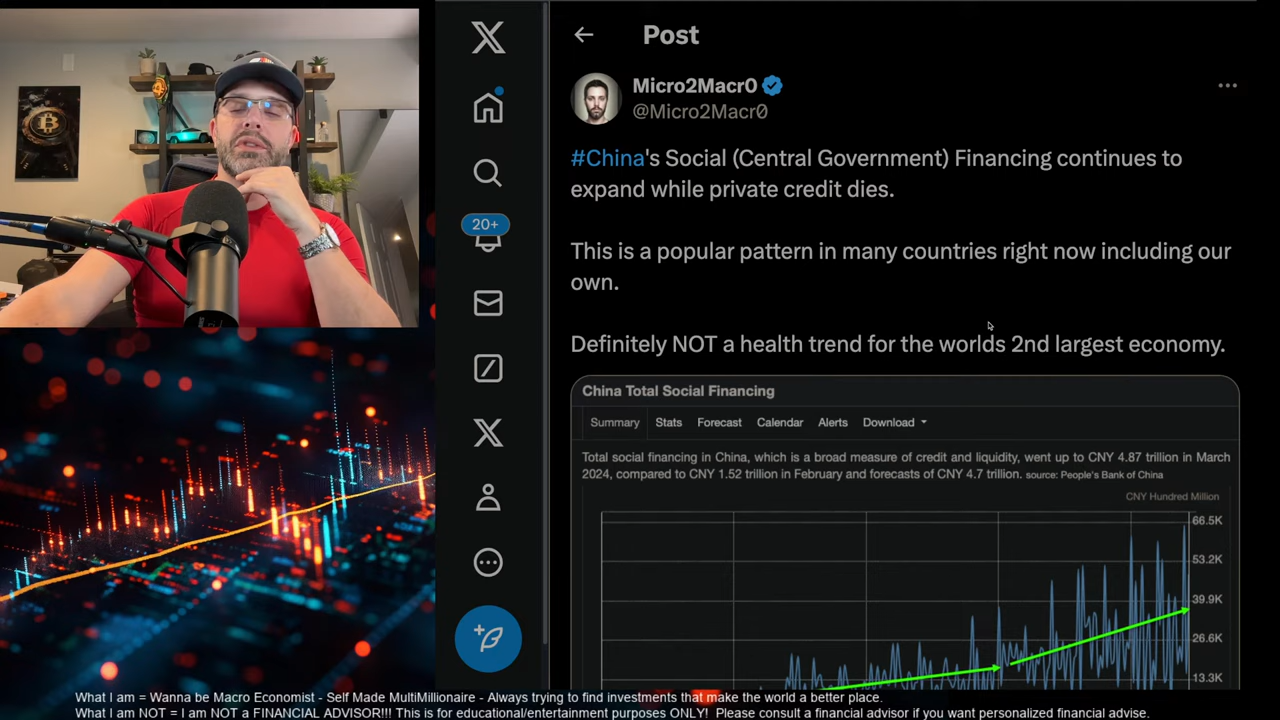 Post
Micro2Macr0
@Micro2Macr0
#China's Social (Central Government) Financing continues to
expand while private credit dies.
This is a popular pattern in many countries right now including our
own.
Definitely NOT a health trend for the worlds 2nd largest economy.
20+
China Total Social Financing
Summary Stats Forecast Calendar Alerts Download
Total social financing in China, which is a broad measure of credit and liquidity, went up to CNY 4.87 trillion in March
2024, compared to CNY 1.52 trillion in February and forecasts of CNY 4.7 trillion. source: People's Bank of China
CNY Hundred Million
66.5K
53.2K
39.9K
26.6K
13.3K
What I am = Wanna be Macro Economist - Self Made MultiMillionaire - Always trying to find investments that make the world a better place.
What I am NOT = I am NOT a FINANCIAL ADVISOR!!! This is for educational/entertainment purposes ONLY! Please consult a financial advisor if you want personalized financial advise.